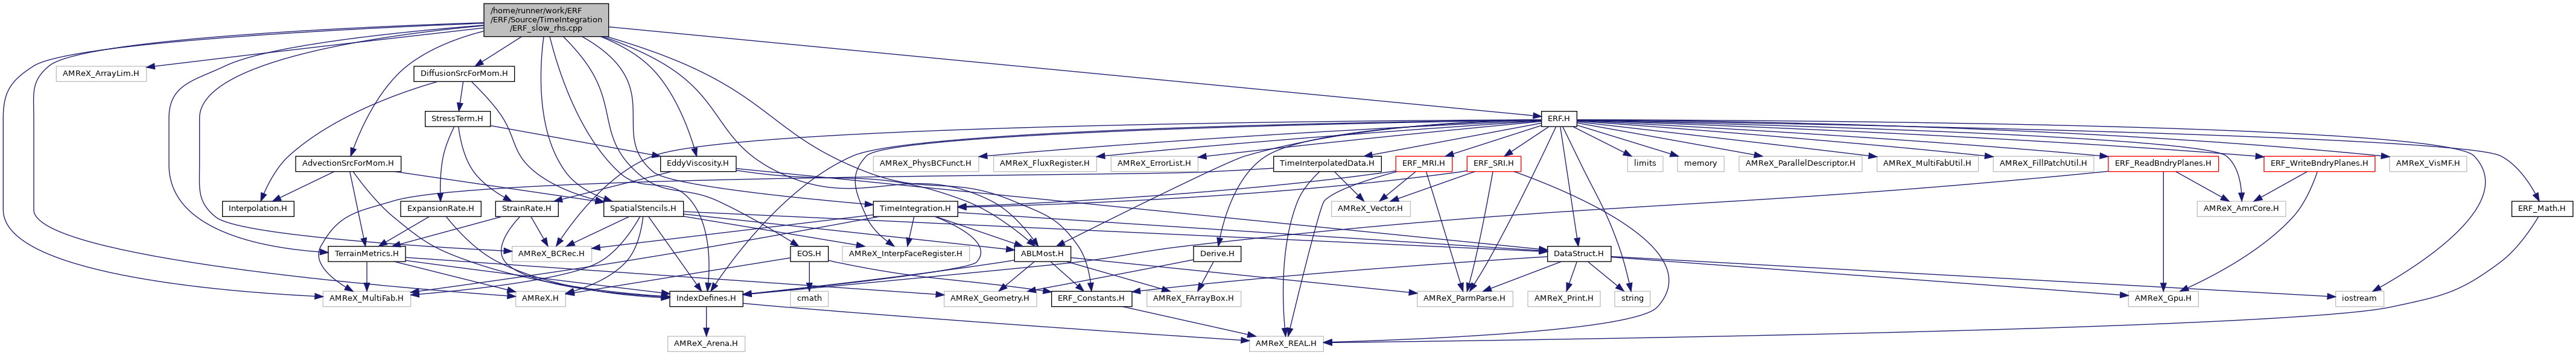 /home/runner/work/ERF
/ERF/Source/TimeIntegration
/ERF_slow_rhs.cpp
AMReX_ArrayLim.H
DiffusionSrcForMom.H
StressTerm.H
ERF.H
AdvectionSrcForMom.H
EddyViscosity.H
AMReX_PhysBCFunct.H
AMReX_FluxRegister.H
AMReX_ErrorList.H
TimeInterpolatedData.H
ERF_MRI.H
ERF_SRI.H
limits
memory
AMReX_ParallelDescriptor.H
AMReX_MultiFabUtil.H
AMReX_FillPatchUtil.H
ERF_ReadBndryPlanes.H
ERF_WriteBndryPlanes.H
AMReX_VisMF.H
Interpolation.H
ExpansionRate.H
StrainRate.H
SpatialStencils.H
TimeIntegration.H
AMReX_Vector.H
AMReX_AmrCore.H
ERF_Math.H
TerrainMetrics.H
AMReX_BCRec.H
EOS.H
AMReX_InterpFaceRegister.H
ABLMost.H
Derive.H
DataStruct.H
AMReX_MultiFab.H
AMReX.H
IndexDefines.H
cmath
AMReX_Geometry.H
ERF_Constants.H
AMReX_FArrayBox.H
AMReX_ParmParse.H
AMReX_Print.H
string
AMReX_Gpu.H
iostream
AMReX_Arena.H
AMReX_REAL.H